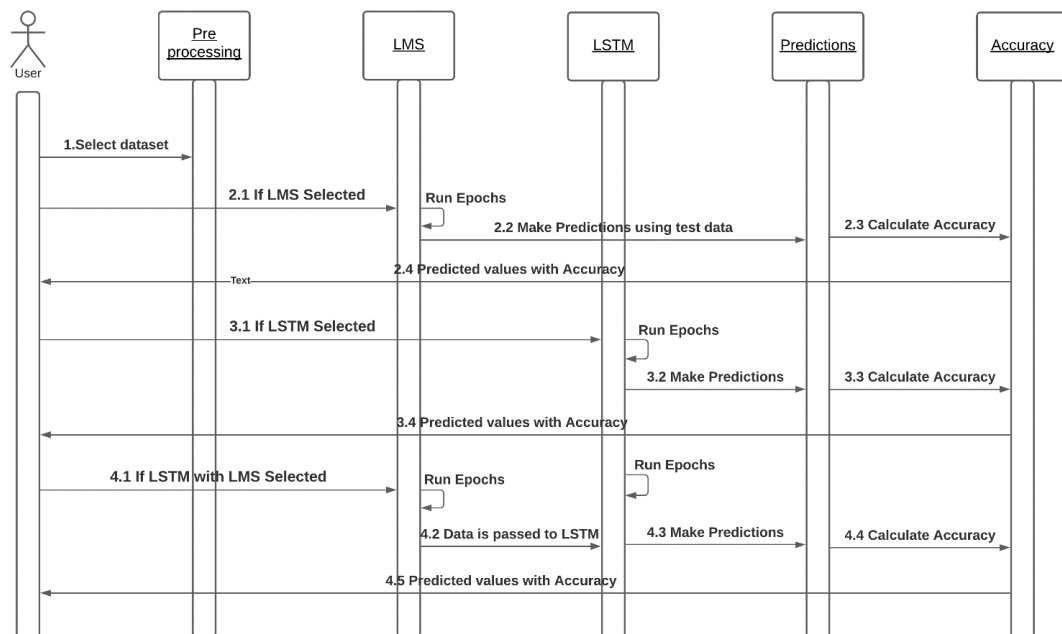 User
Pre
processing
LMS
LSTM
Predictions
Accuracy
1.Select dataset
2.1 If LMS Selected
Run Epochs
2.2 Make Predictions using test data
2.3 Calculate Accuracy
2.4 Predicted values with Accuracy
Text
3.1 If LSTM Selected
Run Epochs
3.2 Make Predictions
3.3 Calculate Accuracy
3.4 Predicted values with Accuracy
4.1 If LSTM with LMS Selected
Run Epochs
Run Epochs
4.2 Data is passed to LSTM
4.3 Make Predictions
4.4 Calculate Accuracy
4.5 Predicted values with Accuracy